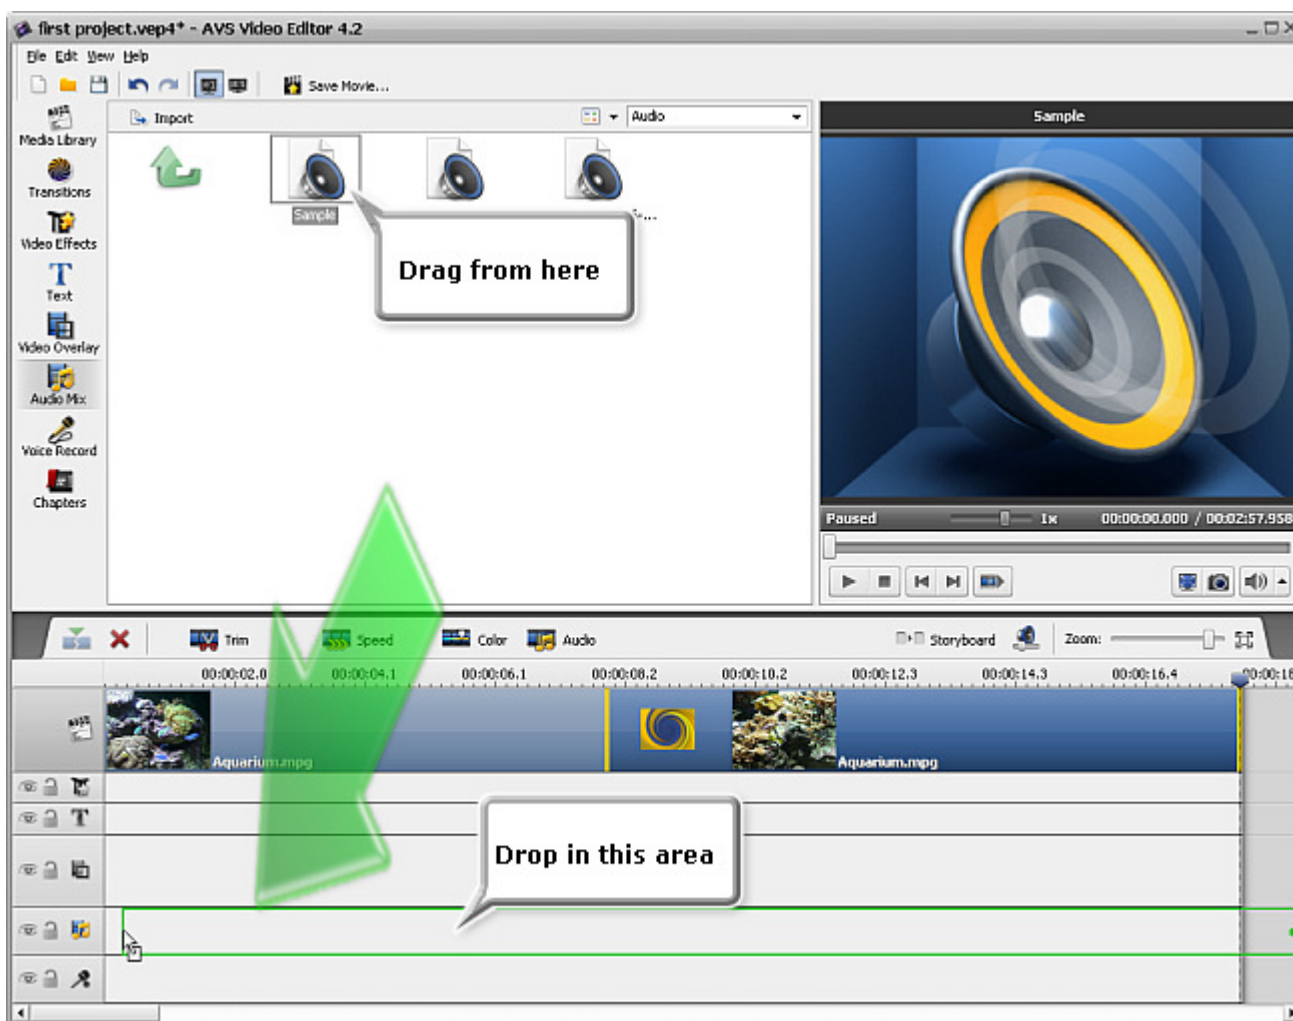 first project.vep4* - AVS Video Editor 4.2
File Edit View Help
Save Movie...
Media Library
Import
Audio
Sample
Transitions
Video Effects
Text
Video Overlay
Audio Mix
Voice Record
Chapters
Sample
Drag from here
Paused
1x
00:00:00.000 / 00:02:57.958
Trim
Speed
Color
Audio
Storyboard
Zoom:
00:00:02.0 00:00:04.1 00:00:06.1 00:00:08.2 00:00:10.2 00:00:12.3 00:00:14.3 00:00:16.4
Aquarium.mpg
Aquarium.mpg
T
Drop in this area